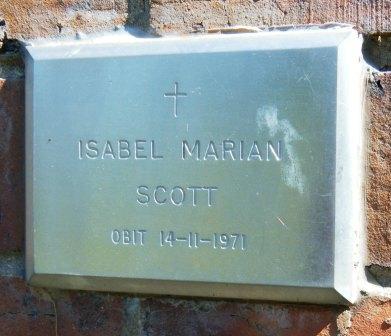 ISABEL MARIAN
SCOTT
OBIT 14-11-1971